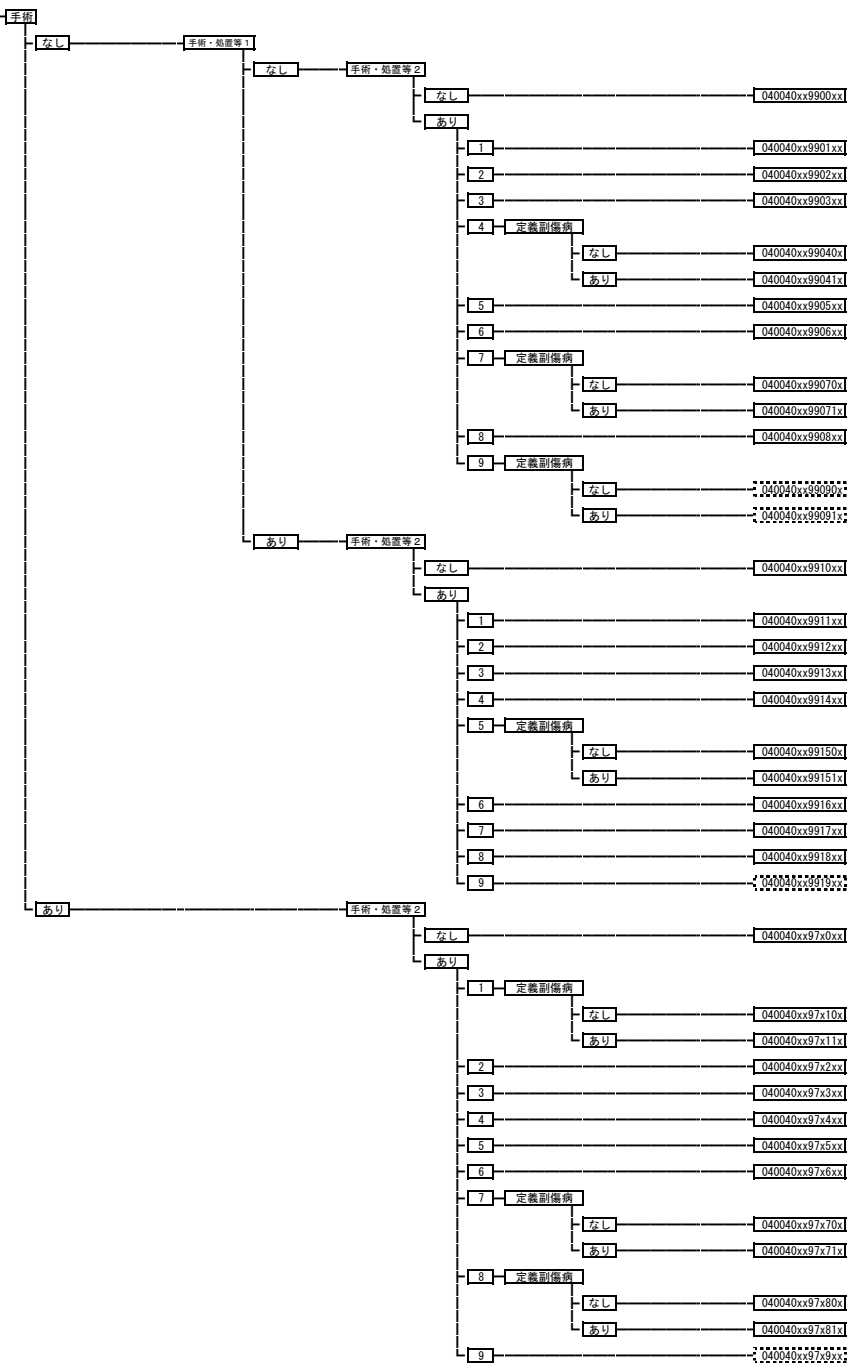 手術
なし 手術・処置等1
なし 手術・処置等2
なし 040040xx9900xx
あり
1 040040xx9901xx
2 040040xx9902xx
3 040040xx9903xx
4 定義副傷病
なし 040040xx99040x
あり 040040xx99041x
5 040040xx9905xx
6 040040xx9906xx
7 定義副傷病
なし 040040xx99070x
あり 040040xx99071x
8 040040xx9908xx
9 定義副傷病
なし 040040xx99090x
あり 040040xx99091x
あり 手術・処置等2
なし 040040xx9910xx
あり
1 040040xx9911xx
2 040040xx9912xx
3 040040xx9913xx
4 040040xx9914xx
5 定義副傷病
なし 040040xx99150x
あり 040040xx99151x
6 040040xx9916xx
7 040040xx9917xx
8 040040xx9918xx
9 040040xx9919xx
あり 手術・処置等2
なし 040040xx97x0xx
あり
1 定義副傷病
なし 040040xx97x10x
あり 040040xx97x11x
2 040040xx97x2xx
3 040040xx97x3xx
4 040040xx97x4xx
5 040040xx97x5xx
6 040040xx97x6xx
7 定義副傷病
なし 040040xx97x70x
あり 040040xx97x71x
8 定義副傷病
なし 040040xx97x80x
あり 040040xx97x81x
9 040040xx97x9xx